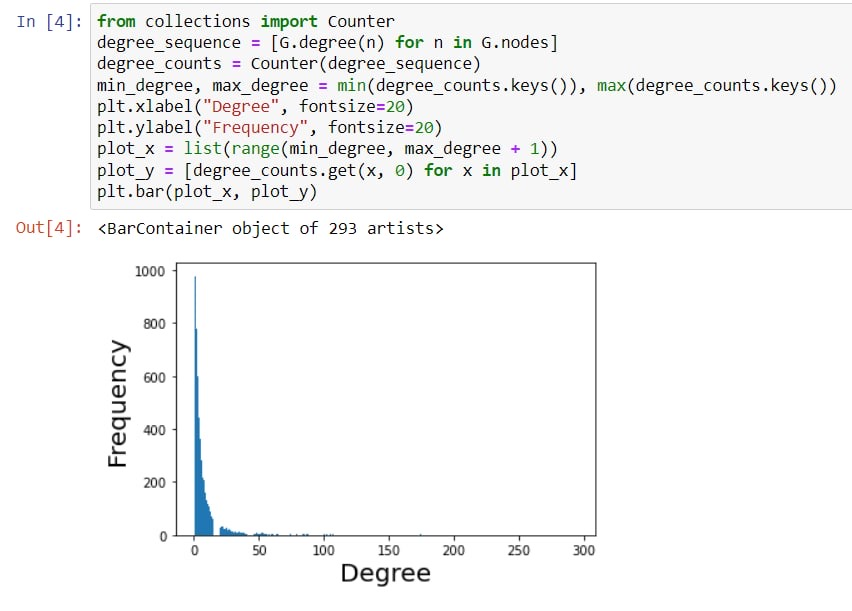 In [4]: from collections import Counter
degree_sequence = [G.degree(n) for n in G.nodes]
degree_counts = Counter(degree_sequence)
min_degree, max_degree = min(degree_counts.keys()), max(degree_counts.keys())
plt.xlabel("Degree", fontsize=20)
plt.ylabel("Frequency", fontsize=20)
plot_x = list(range(min_degree, max_degree + 1))
plot_y = [degree_counts.get(x, 0) for x in plot_x]
plt.bar(plot_x, plot_y)
Out[4]: <BarContainer object of 293 artists>
1000
800
600
400
200
0
Frequency
0 50 100 150 200 250 300
Degree